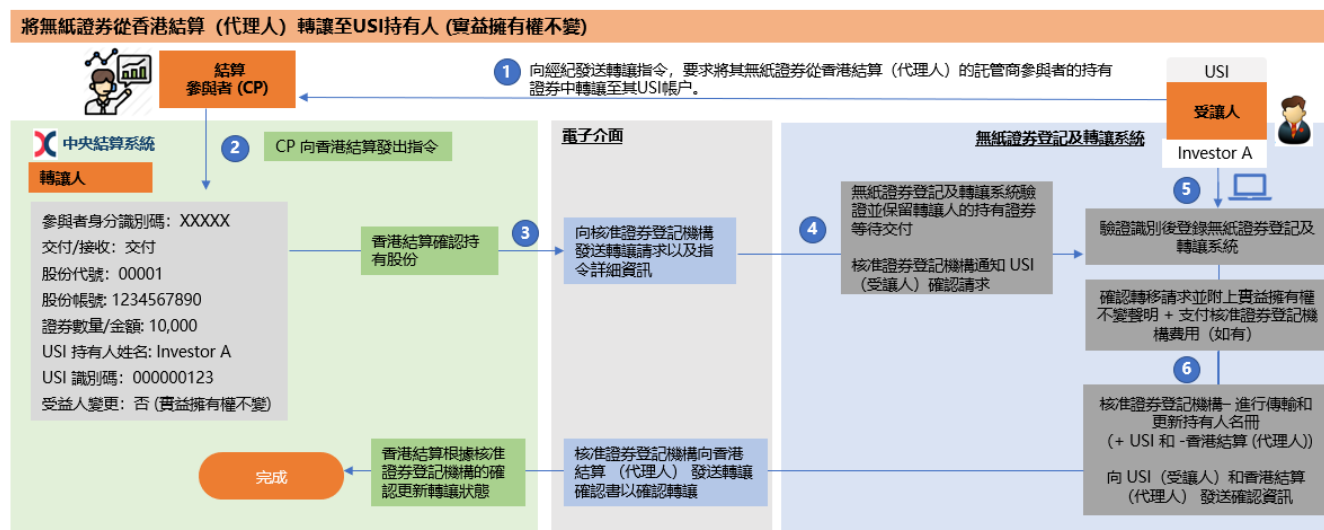 將無紙證券從香港結算（代理人）轉讓至USI持有人 (實益擁有權不變)
結算
參與者 (CP)
1
向經紀發送轉讓指令，要求將其無紙證券從香港結算（代理人）的託管商參與者的持有
證券中轉讓至其USI帳户。
USI
受讓人
Investor A
中央結算系統
轉讓人
2
CP 向香港結算發出指令
電子介面
無紙證券登記及轉讓系統
參與者身分識別碼：XXXXX
交付/接收：交付
股份代號：00001
股份帳號: 1234567890
證券數量/金額: 10,000
USI 持有人姓名: Investor A
USI 識別碼：000000123
受益人變更：否 (實益擁有權不變)
香港結算確認持
有股份
3
向核准證券登記機構
發送轉讓請求以及指
令詳細資訊
4
無紙證券登記及轉讓系統驗
證並保留轉讓人的持有證券
等待交付
核准證券登記機構通知 USI
（受讓人）確認請求
5
驗證識別後登錄無紙證券登記及
轉讓系統
確認轉移請求並附上實益擁有權
不變聲明 + 支付核准證券登記機
構費用（如有）
6
核准證券登記機構– 進行傳輸和
更新持有人名冊
（+ USI 和 -香港結算 (代理人)）
向 USI（受讓人）和香港結算
（代理人） 發送確認資訊
核准證券登記機構向香港
結算 （代理人） 發送轉讓
確認書以確認轉讓
香港結算根據核准
證券登記機構的確
認更新轉讓狀態
完成